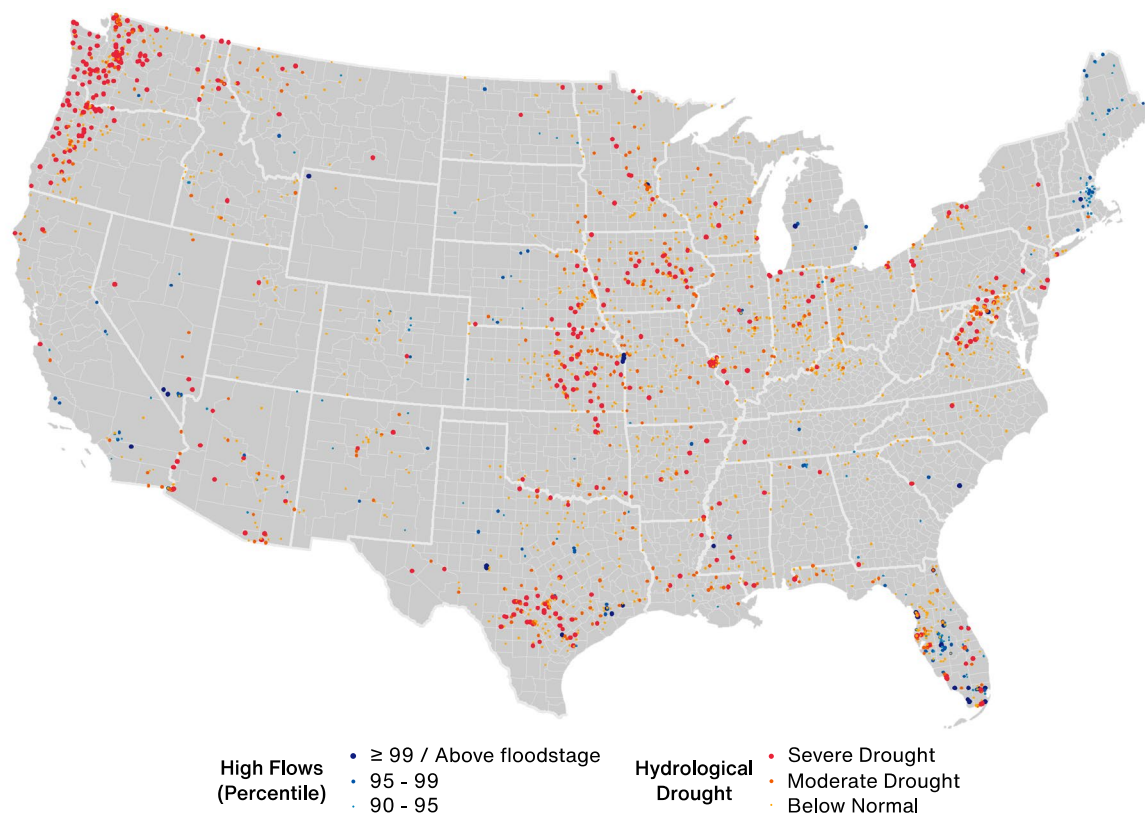 High Flows
(Percentile)
≥ 99 / Above floodstage
95 - 99
90 - 95
Hydrological
Drought
Severe Drought
Moderate Drought
Below Normal